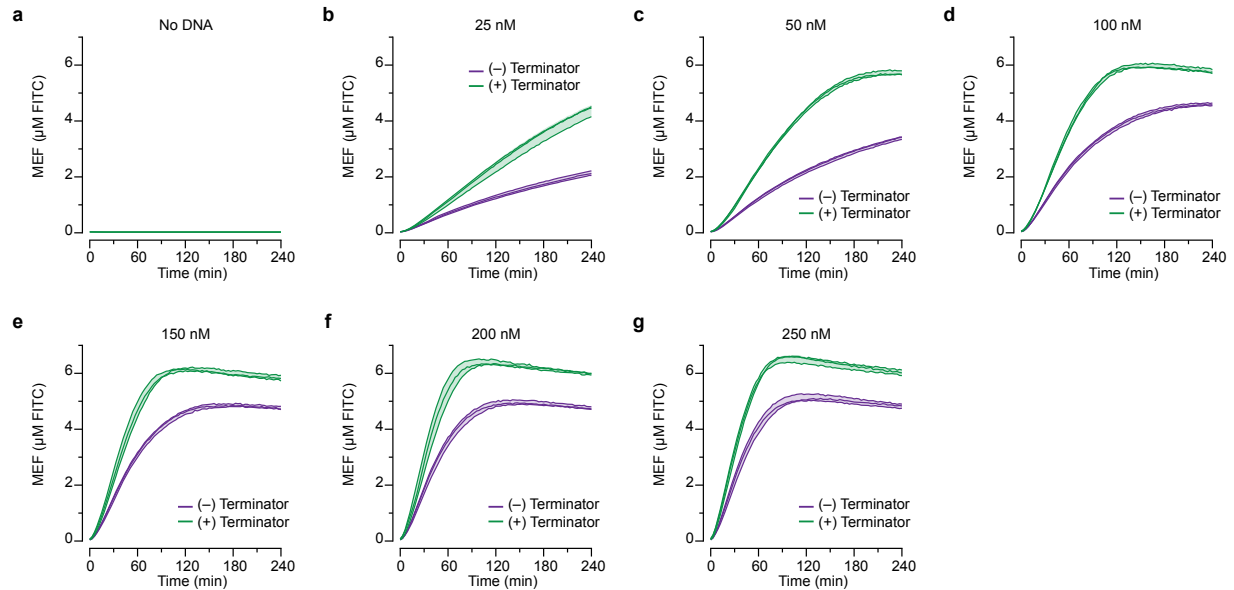 a
No DNA
MEF (µM FITC)
6
4
2
0
0 60 120 180 240
Time (min)
b
25 nM
MEF (µM FITC)
6
4
2
0
(–) Terminator
(+) Terminator
0 60 120 180 240
Time (min)
c
50 nM
MEF (µM FITC)
6
4
2
0
(–) Terminator
(+) Terminator
0 60 120 180 240
Time (min)
d
100 nM
MEF (µM FITC)
6
4
2
0
(–) Terminator
(+) Terminator
0 60 120 180 240
Time (min)
e
150 nM
MEF (µM FITC)
6
4
2
0
(–) Terminator
(+) Terminator
0 60 120 180 240
Time (min)
f
200 nM
MEF (µM FITC)
6
4
2
0
(–) Terminator
(+) Terminator
0 60 120 180 240
Time (min)
g
250 nM
MEF (µM FITC)
6
4
2
0
(–) Terminator
(+) Terminator
0 60 120 180 240
Time (min)